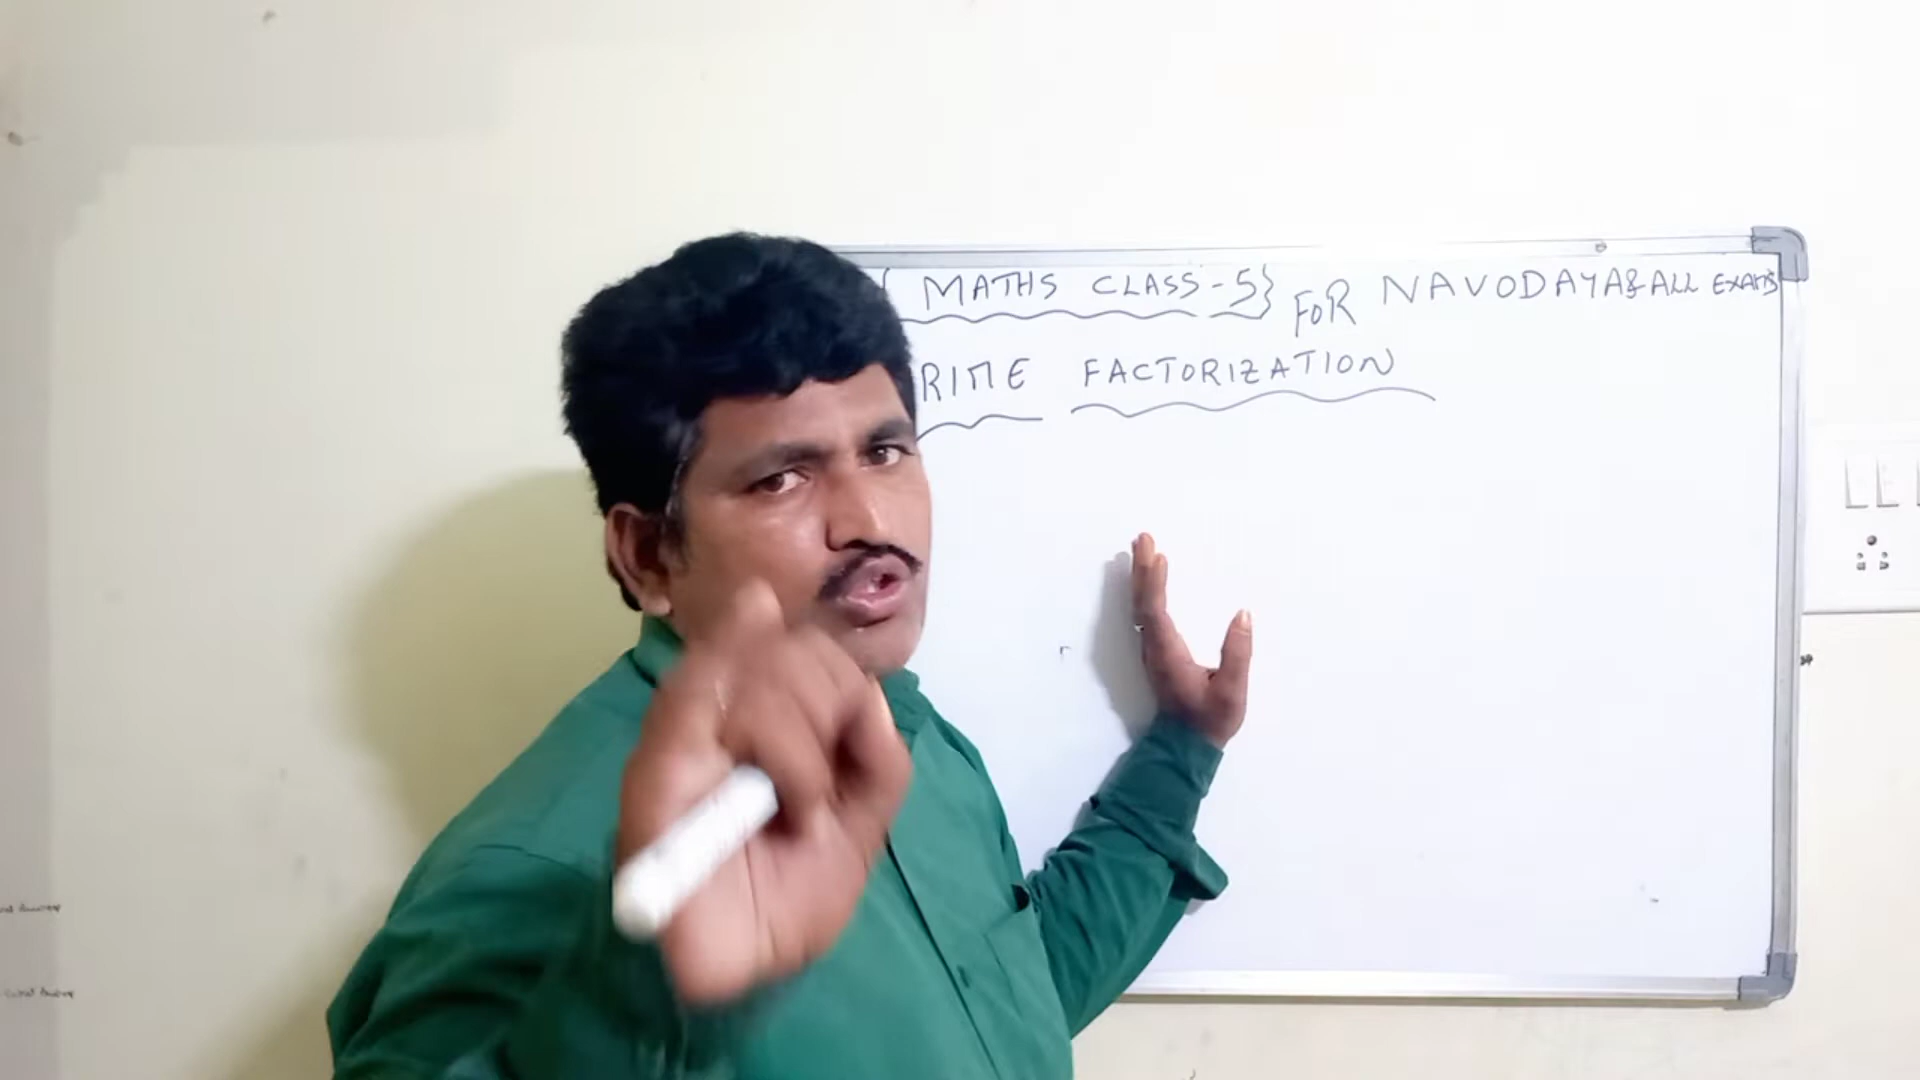 { MATHS CLASS-5} FOR NAVODAYA & ALL EXAMS
RIME FACTORIZATION